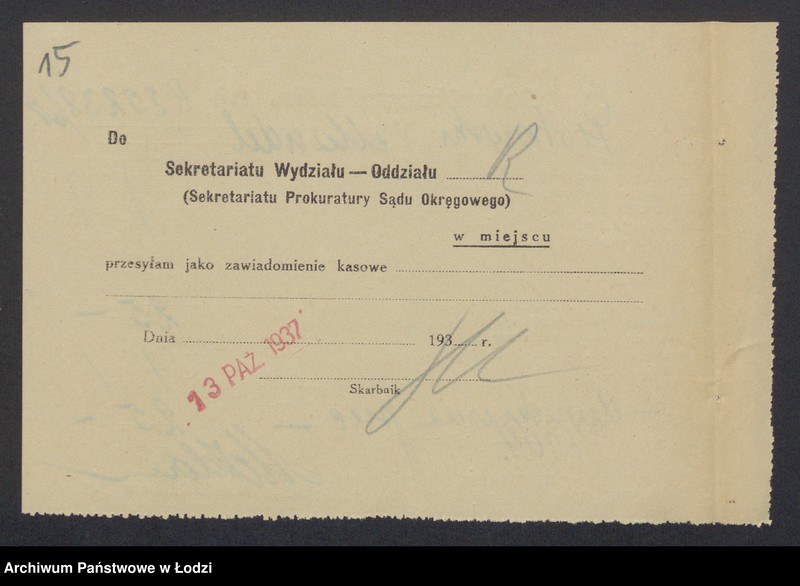 15
Do
Sekretariatu Wydziału — Oddziału R
(Sekretariatu Prokuratury Sądu Okręgowego)
w miejscu
przesyłam jako zawiadomienie kasowe
Dnia 193 r.
13 PAŹ 1937
Skarbnik
Archiwum Państwowe w Łodzi